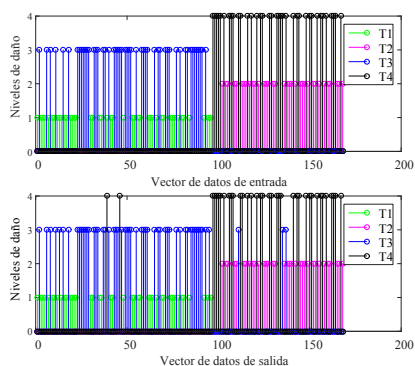 4
3
2
1
0
Niveles de daño
T1
T2
T3
T4
0 50 100 150 200
Vector de datos de entrada
4
3
2
1
0
Niveles de daño
T1
T2
T3
T4
0 50 100 150 200
Vector de datos de salida